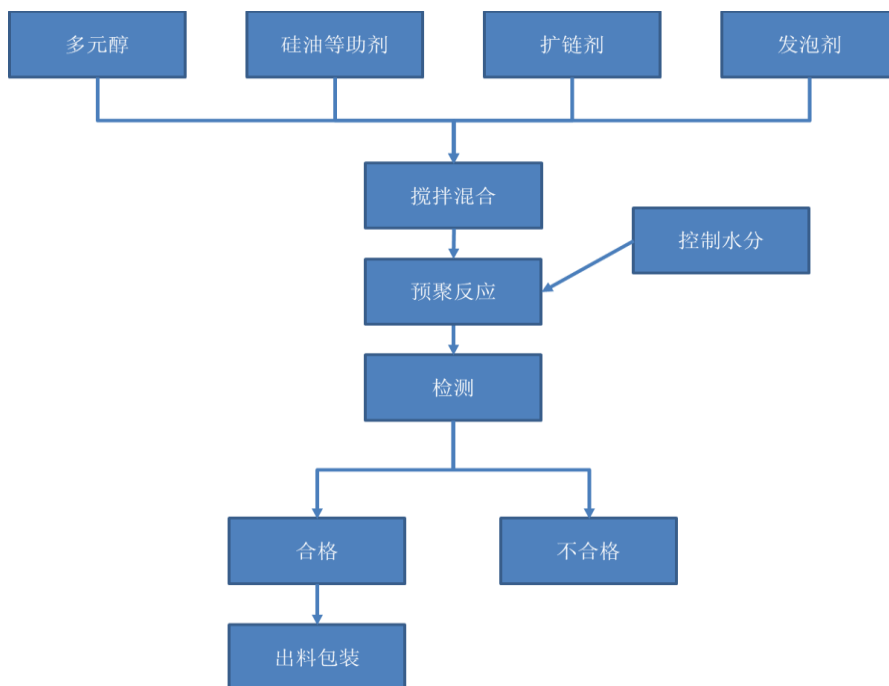 多元醇
硅油等助剂
扩链剂
发泡剂
搅拌混合
控制水分
预聚反应
检测
合格
不合格
出料包装